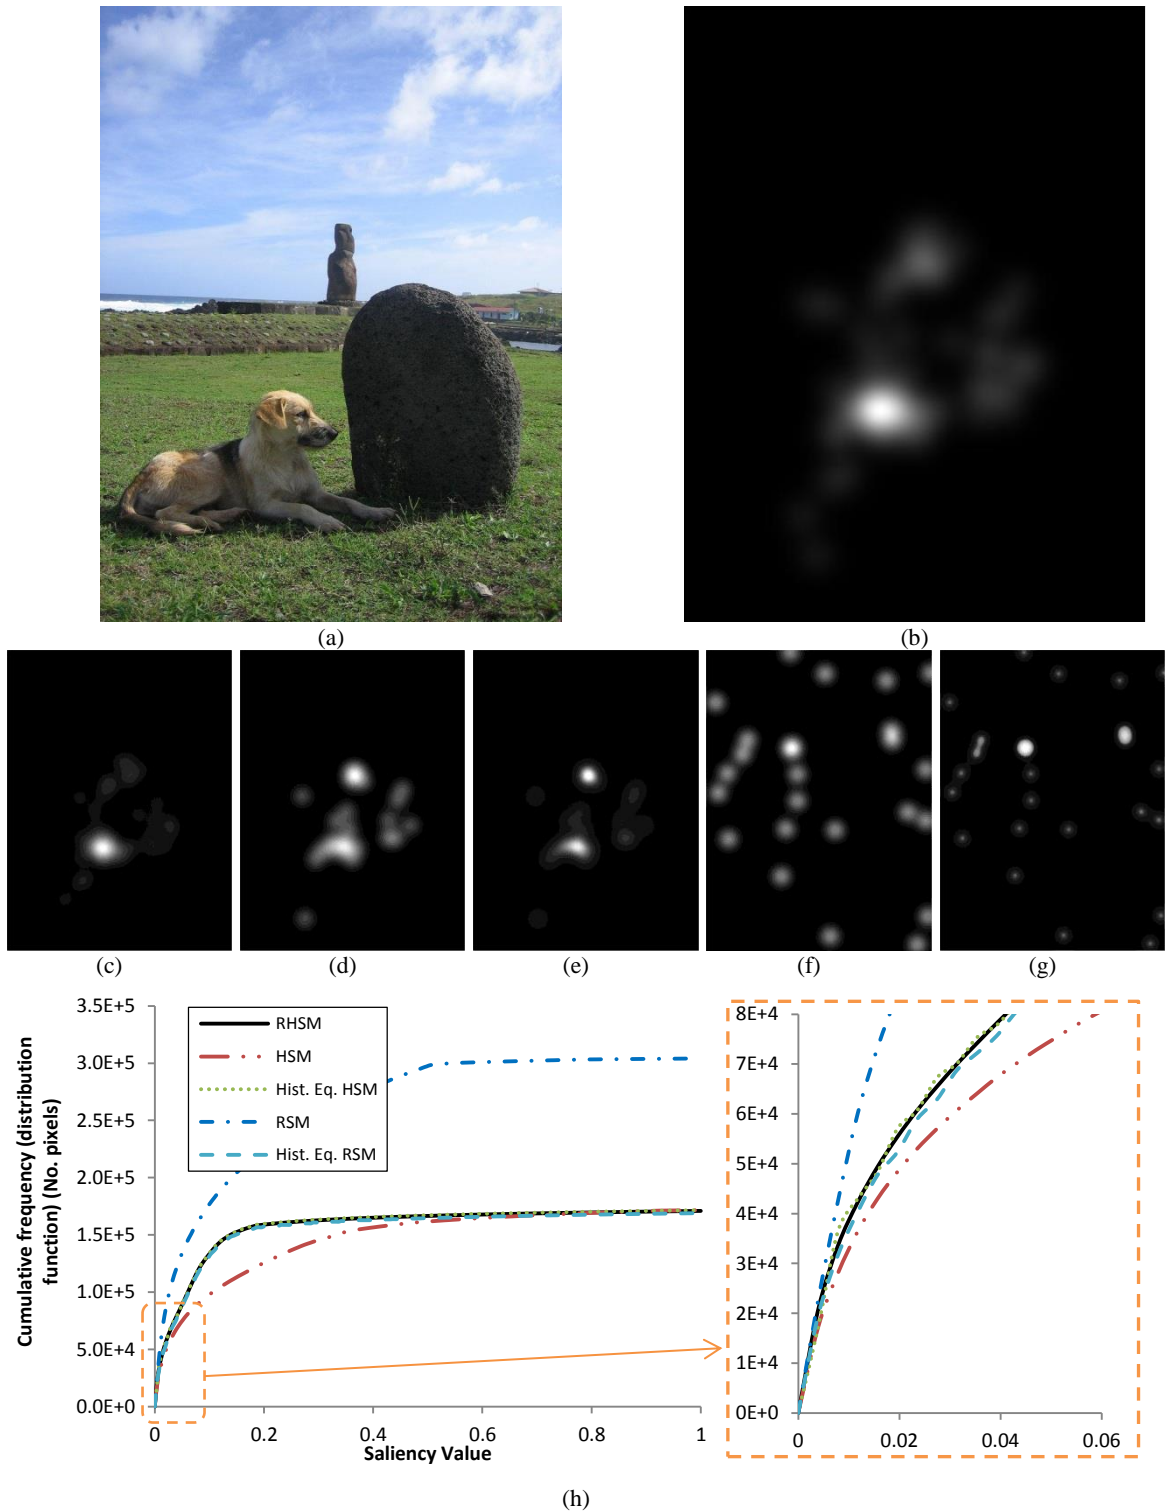 (a)
(b)
(c)
(d)
(e)
(f)
(g)
Cumulative frequency (distribution
function) (No. pixels)
3.5E+5
3.0E+5
2.5E+5
2.0E+5
1.5E+5
1.0E+5
5.0E+4
0.0E+0
RHSM
HSM
Hist. Eq. HSM
RSM
Hist. Eq. RSM
0
0.2
0.4
0.6
0.8
1
Saliency Value
8E+4
7E+4
6E+4
5E+4
4E+4
3E+4
2E+4
1E+4
0E+0
0
0.02
0.04
0.06
(h)